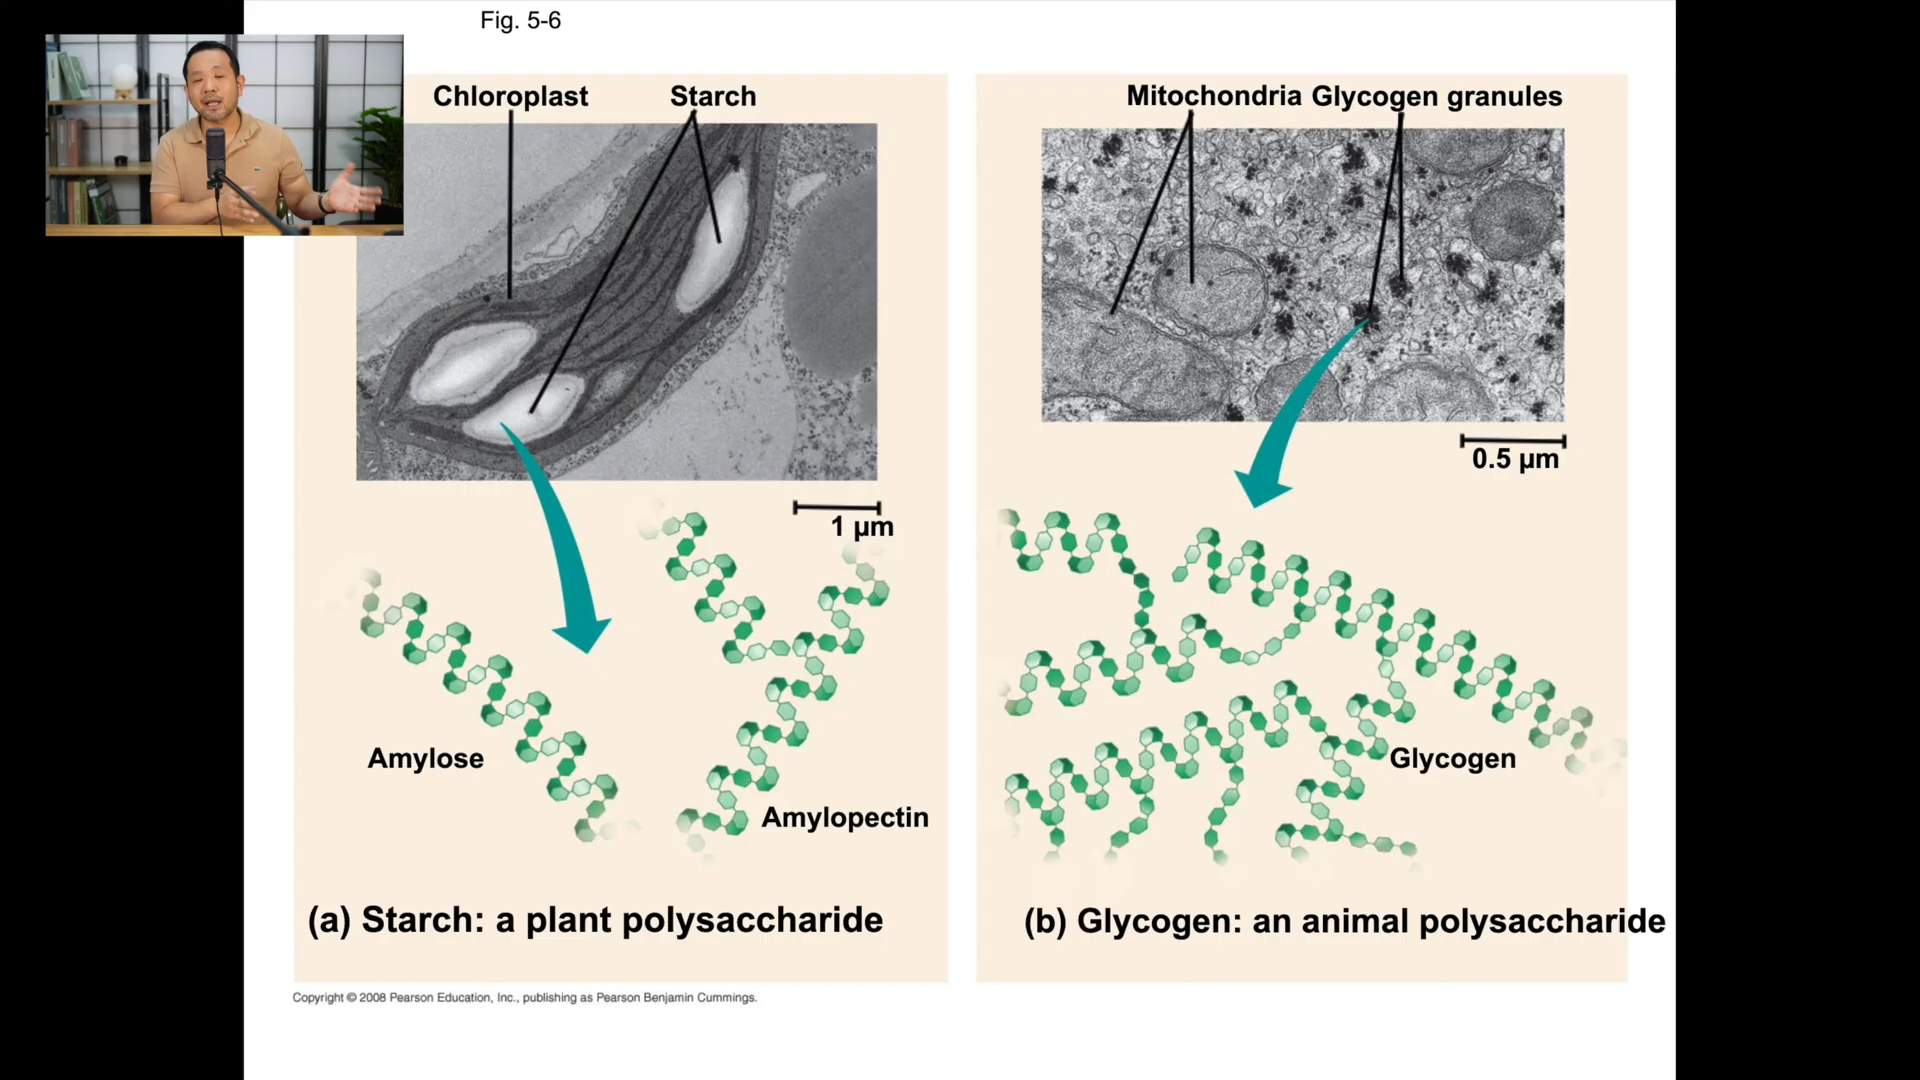 Fig. 5-6
Chloroplast
Starch
1 µm
Amylose
Amylopectin
(a) Starch: a plant polysaccharide
Mitochondria
Glycogen granules
0.5 µm
Glycogen
(b) Glycogen: an animal polysaccharide
Copyright © 2008 Pearson Education, Inc., publishing as Pearson Benjamin Cummings.